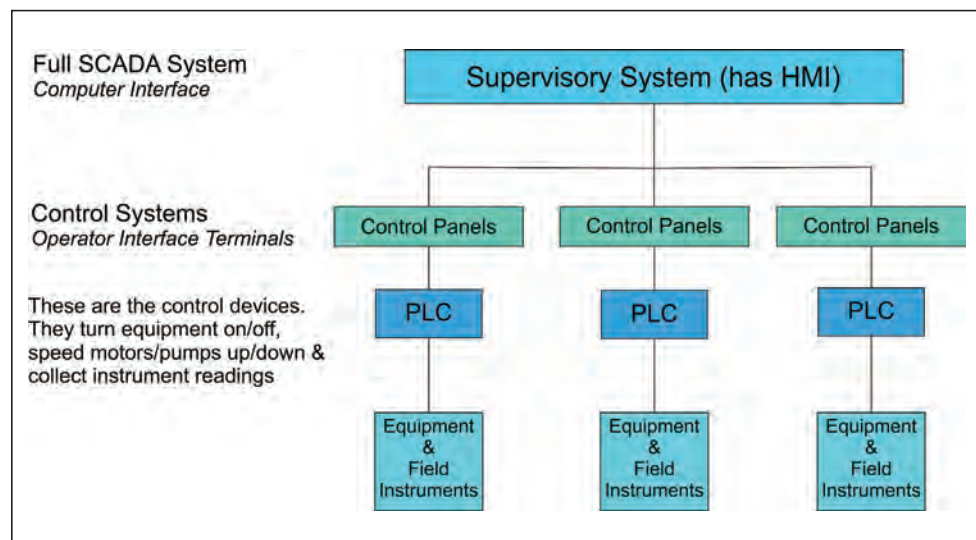 Full SCADA System
Computer Interface
Supervisory System (has HMI)
Control Systems
Operator Interface Terminals
Control Panels
Control Panels
Control Panels
These are the control devices.
They turn equipment on/off,
speed motors/pumps up/down &
collect instrument readings
PLC
PLC
PLC
Equipment
&
Field
Instruments
Equipment
&
Field
Instruments
Equipment
&
Field
Instruments